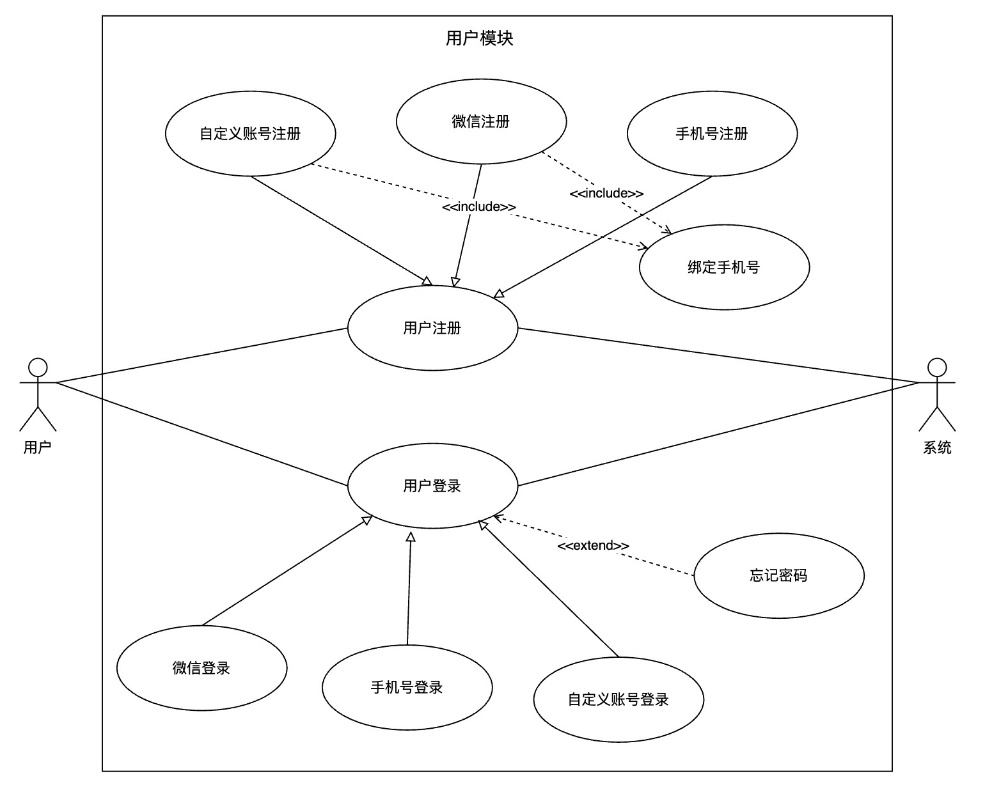 用户模块
自定义账号注册
微信注册
手机号注册
<<include>>
<<include>>
绑定手机号
用户注册
用户
系统
用户登录
<<extend>>
忘记密码
微信登录
手机号登录
自定义账号登录